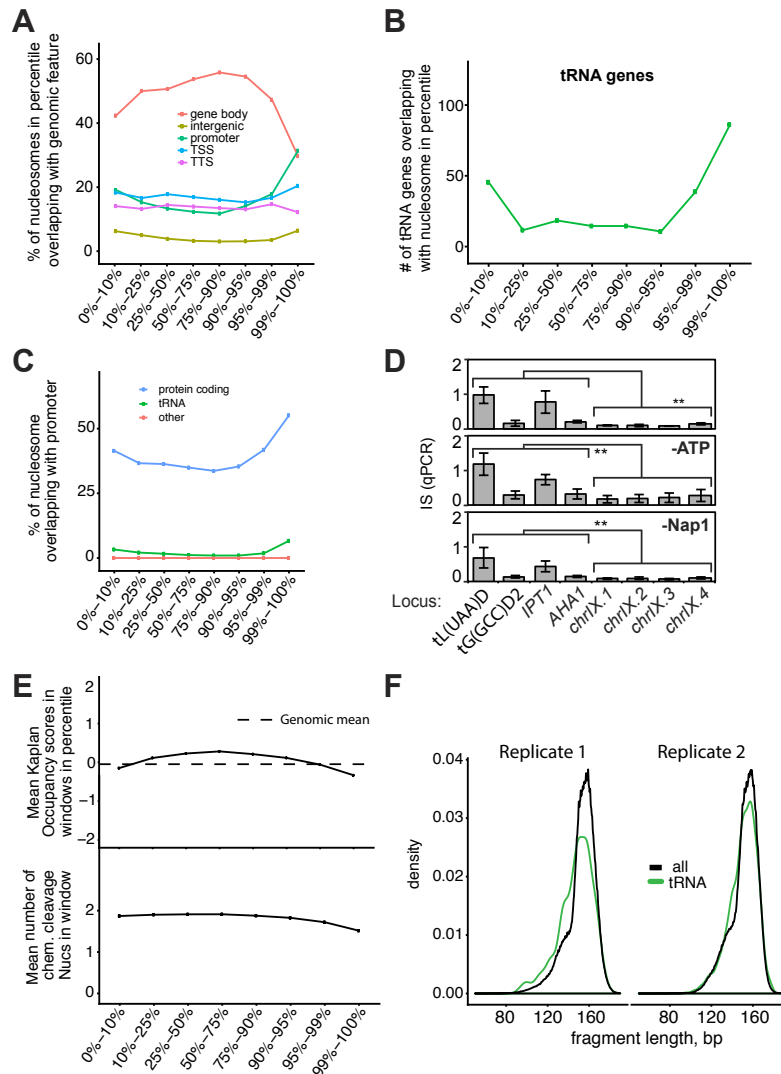 A
% of nucleosomes in percentile
overlapping with genomic feature
60
40
20
0
gene body
intergenic
promoter
TSS
TTS
0%−10%
10%−25%
25%−50%
50%−75%
75%−90%
90%−95%
95%−99%
99%−100%
B
tRNA genes
# of tRNA genes overlapping
with nucleosome in percentile
100
50
0
0%−10%
10%−25%
25%−50%
50%−75%
75%−90%
90%−95%
95%−99%
99%−100%
C
% of nucleosome
overlapping with promoter
50
25
0
protein coding
tRNA
other
0%−10%
10%−25%
25%−50%
50%−75%
75%−90%
90%−95%
95%−99%
99%−100%
D
IS (qPCR)
2
1
0
**
2
1
0
**
-ATP
2
1
0
**
-Nap1
Locus:
tL(UAA)D
tG(GCC)D2
IPT1
AHA1
chrIX.1
chrIX.2
chrIX.3
chrIX.4
E
Mean Kaplan
Occupancy scores in
windows in percentile
2
1
0
−1
−2
Genomic mean
Mean number of
chem. cleavage
Nucs in window
3
2
1
0
0%−10%
10%−25%
25%−50%
50%−75%
75%−90%
90%−95%
95%−99%
99%−100%
F
Replicate 1
Replicate 2
density
0.04
0.03
0.02
0.01
0.00
all
tRNA
80 120 160 80 120 160
fragment length, bp